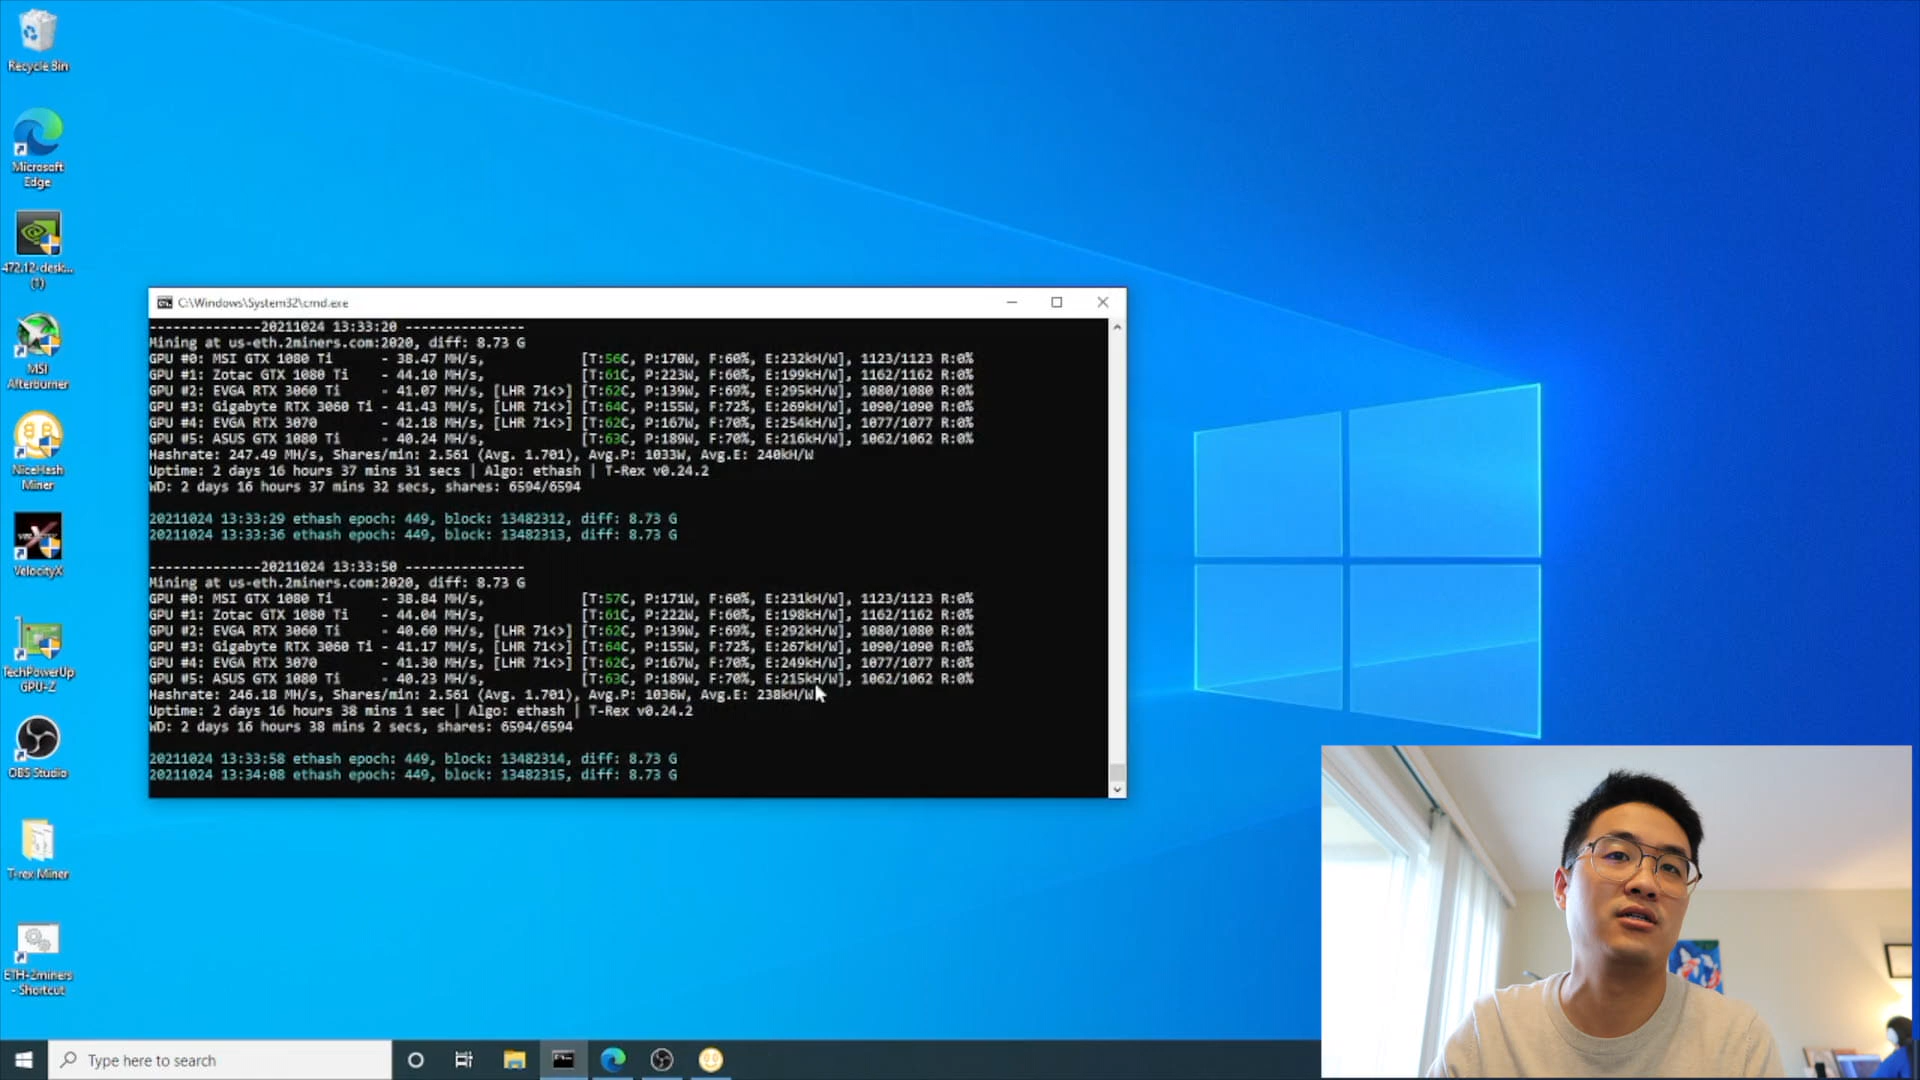 Recycle Bin
Microsoft
Edge
472.12-desk...
(1)
MSI
Afterburner
NiceHash
Miner
VelocityX
TechPowerUp
GPU-Z
OBS Studio
T-rex Miner
ETH-2miners
- Shortcut
C:\Windows\System32\cmd.exe
--------------20211024 13:33:20 ---------------
Mining at us-eth.2miners.com:2020, diff: 8.73 G
GPU #0: MSI GTX 1080 Ti - 38.47 MH/s, [T:56C, P:170W, F:60%, E:232kH/W], 1123/1123 R:0%
GPU #1: Zotac GTX 1080 Ti - 44.10 MH/s, [T:61C, P:223W, F:60%, E:199kH/W], 1162/1162 R:0%
GPU #2: EVGA RTX 3060 Ti - 41.07 MH/s, [LHR 71<>] [T:62C, P:139W, F:69%, E:295kH/W], 1080/1080 R:0%
GPU #3: Gigabyte RTX 3060 Ti - 41.43 MH/s, [LHR 71<>] [T:64C, P:155W, F:72%, E:269kH/W], 1090/1090 R:0%
GPU #4: EVGA RTX 3070 - 42.18 MH/s, [LHR 71<>] [T:62C, P:167W, F:70%, E:254kH/W], 1077/1077 R:0%
GPU #5: ASUS GTX 1080 Ti - 40.24 MH/s, [T:63C, P:189W, F:70%, E:216kH/W], 1062/1062 R:0%
Hashrate: 247.49 MH/s, Shares/min: 2.561 (Avg. 1.701), Avg.P: 1033W, Avg.E: 240kH/W
Uptime: 2 days 16 hours 37 mins 31 secs | Algo: ethash | T-Rex v0.24.2
WD: 2 days 16 hours 37 mins 32 secs, shares: 6594/6594
20211024 13:33:29 ethash epoch: 449, block: 13482312, diff: 8.73 G
20211024 13:33:36 ethash epoch: 449, block: 13482313, diff: 8.73 G
--------------20211024 13:33:50 ---------------
Mining at us-eth.2miners.com:2020, diff: 8.73 G
GPU #0: MSI GTX 1080 Ti - 38.84 MH/s, [T:57C, P:171W, F:60%, E:231kH/W], 1123/1123 R:0%
GPU #1: Zotac GTX 1080 Ti - 44.04 MH/s, [T:61C, P:222W, F:60%, E:198kH/W], 1162/1162 R:0%
GPU #2: EVGA RTX 3060 Ti - 40.60 MH/s, [LHR 71<>] [T:62C, P:139W, F:69%, E:292kH/W], 1080/1080 R:0%
GPU #3: Gigabyte RTX 3060 Ti - 41.17 MH/s, [LHR 71<>] [T:64C, P:155W, F:72%, E:267kH/W], 1090/1090 R:0%
GPU #4: EVGA RTX 3070 - 41.30 MH/s, [LHR 71<>] [T:62C, P:167W, F:70%, E:249kH/W], 1077/1077 R:0%
GPU #5: ASUS GTX 1080 Ti - 40.23 MH/s, [T:63C, P:189W, F:70%, E:215kH/W], 1062/1062 R:0%
Hashrate: 246.18 MH/s, Shares/min: 2.561 (Avg. 1.701), Avg.P: 1036W, Avg.E: 238kH/W
Uptime: 2 days 16 hours 38 mins 1 sec | Algo: ethash | T-Rex v0.24.2
WD: 2 days 16 hours 38 mins 2 secs, shares: 6594/6594
20211024 13:33:58 ethash epoch: 449, block: 13482314, diff: 8.73 G
20211024 13:34:08 ethash epoch: 449, block: 13482315, diff: 8.73 G
Type here to search